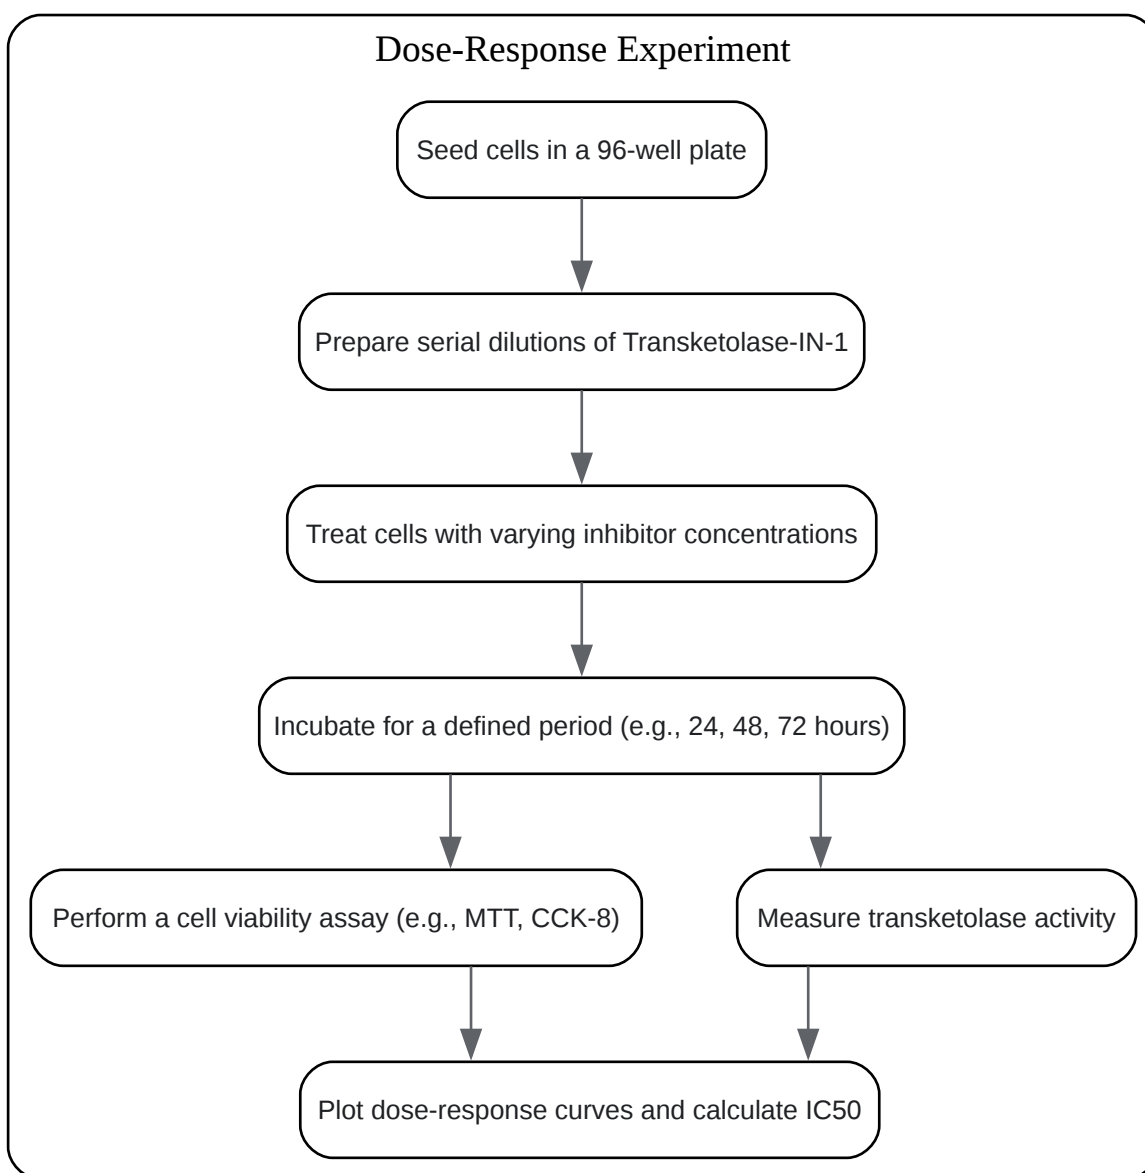 Dose-Response Experiment
Seed cells in a 96-well plate
Prepare serial dilutions of Transketolase-IN-1
Treat cells with varying inhibitor concentrations
Incubate for a defined period (e.g., 24, 48, 72 hours)
Perform a cell viability assay (e.g., MTT, CCK-8)
Measure transketolase activity
Plot dose-response curves and calculate IC50